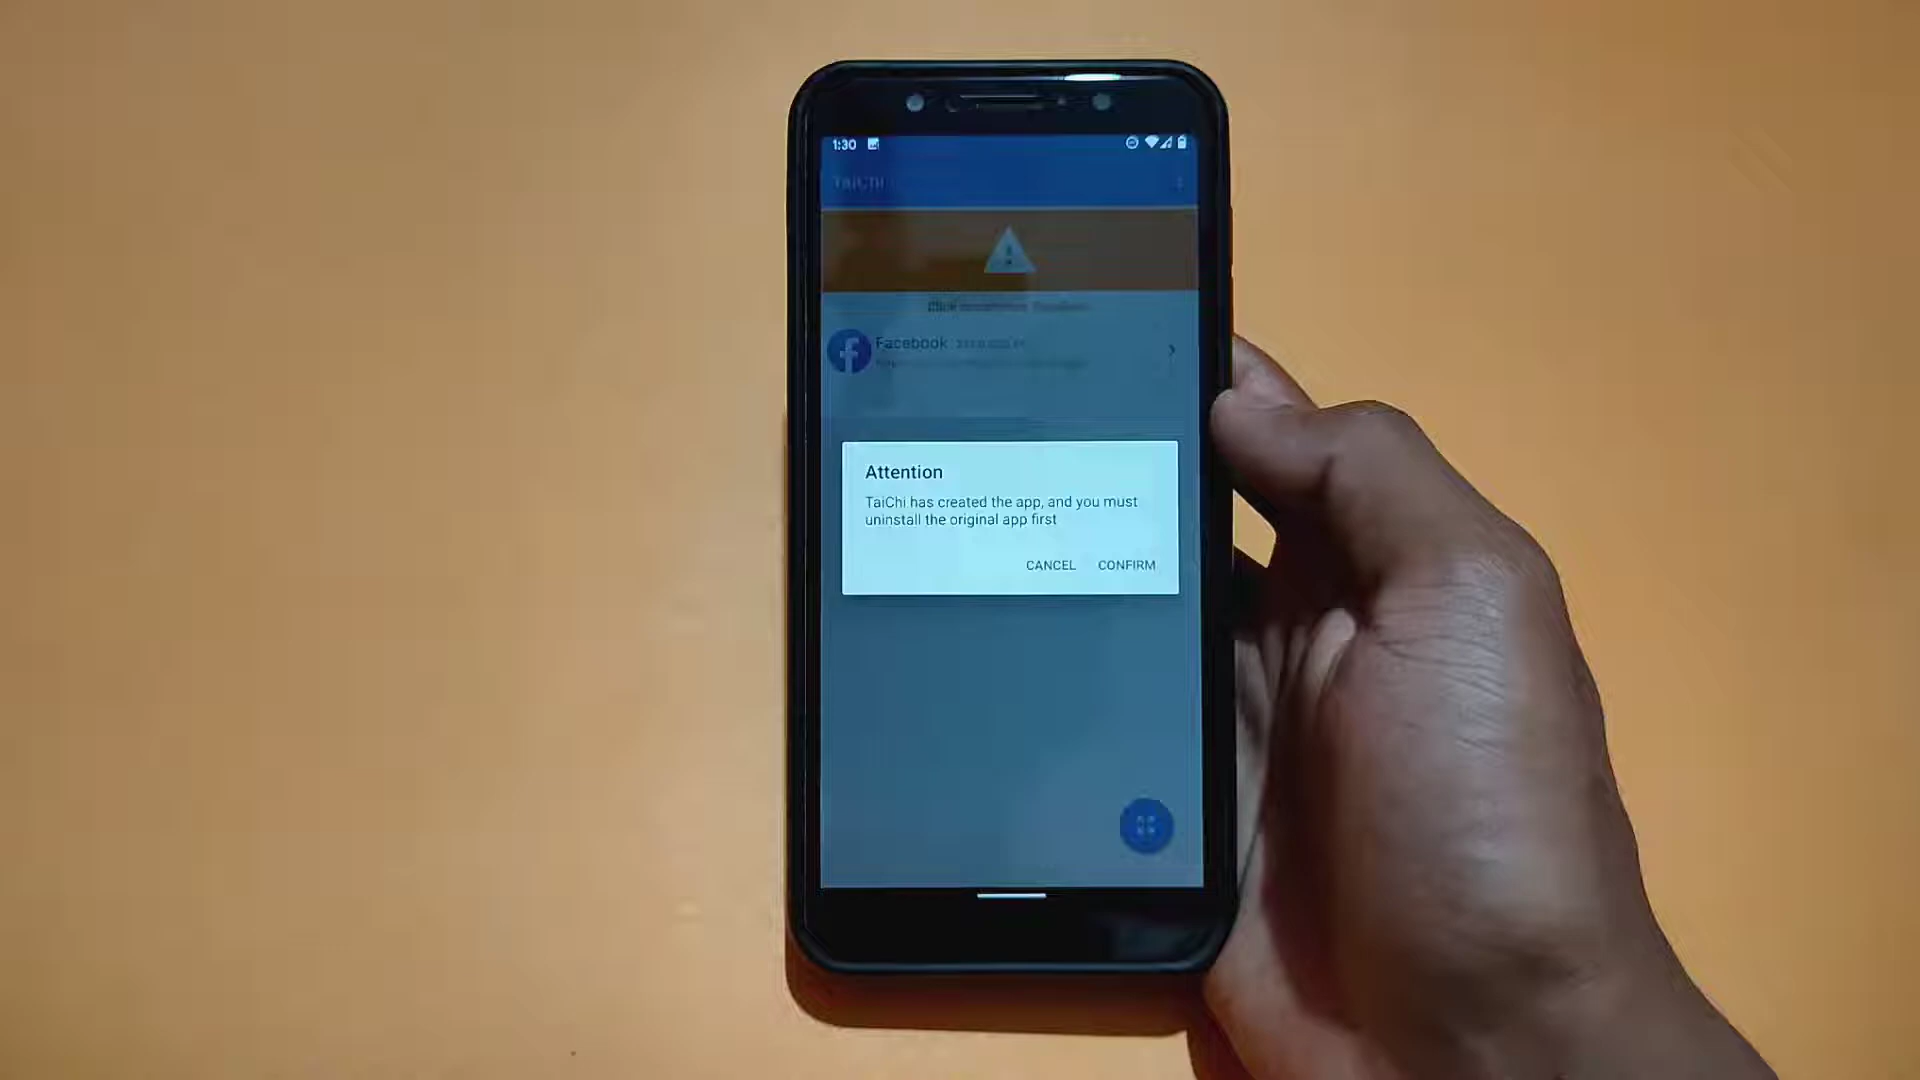 1:30
TaiChi
Click
Facebook
Attention
TaiChi has created the app, and you must
uninstall the original app first
CANCEL CONFIRM